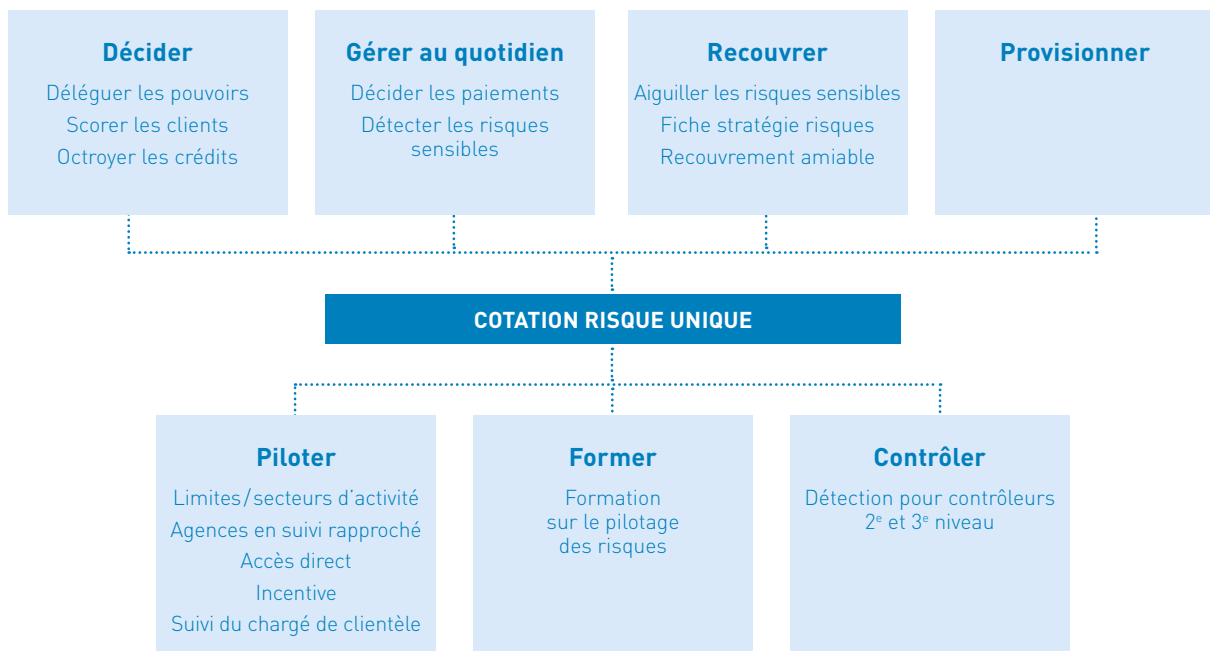 Décider
Déléguer les pouvoirs
Scorer les clients
Octroyer les crédits
Gérer au quotidien
Décider les paiements
Détecter les risques
sensibles
Recouvrer
Aiguiller les risques sensibles
Fiche stratégie risques
Recouvrement amiable
Provisionner
COTATION RISQUE UNIQUE
Piloter
Limites/secteurs d'activité
Agences en suivi rapproché
Accès direct
Incentive
Suivi du chargé de clientèle
Former
Formation
sur le pilotage
des risques
Contrôler
Détection pour contrôleurs
2e et 3e niveau